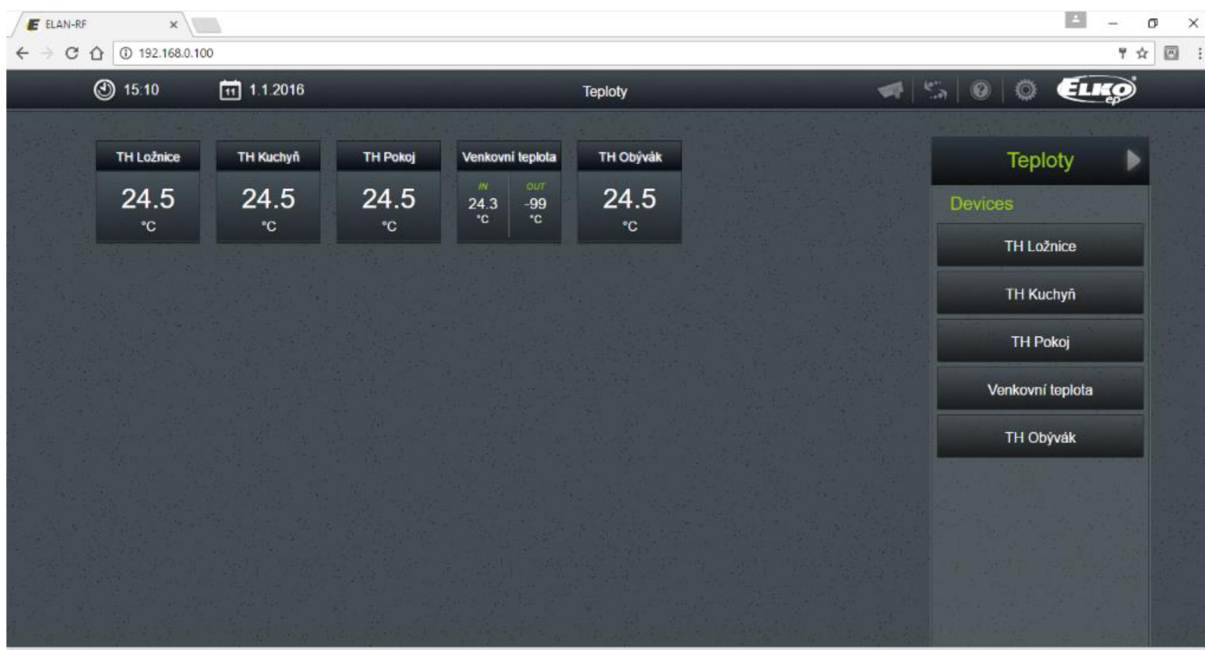 ELAN-RF
192.168.0.100
15:10
11
1.1.2016
Teploty
ELKO
ep
TH Ložnice
24.5
°C
TH Kuchyň
24.5
°C
TH Pokoj
24.5
°C
Venkovní teplota
IN OUT
24.3 -99
°C °C
TH Obývák
24.5
°C
Teploty
Devices
TH Ložnice
TH Kuchyň
TH Pokoj
Venkovní teplota
TH Obývák